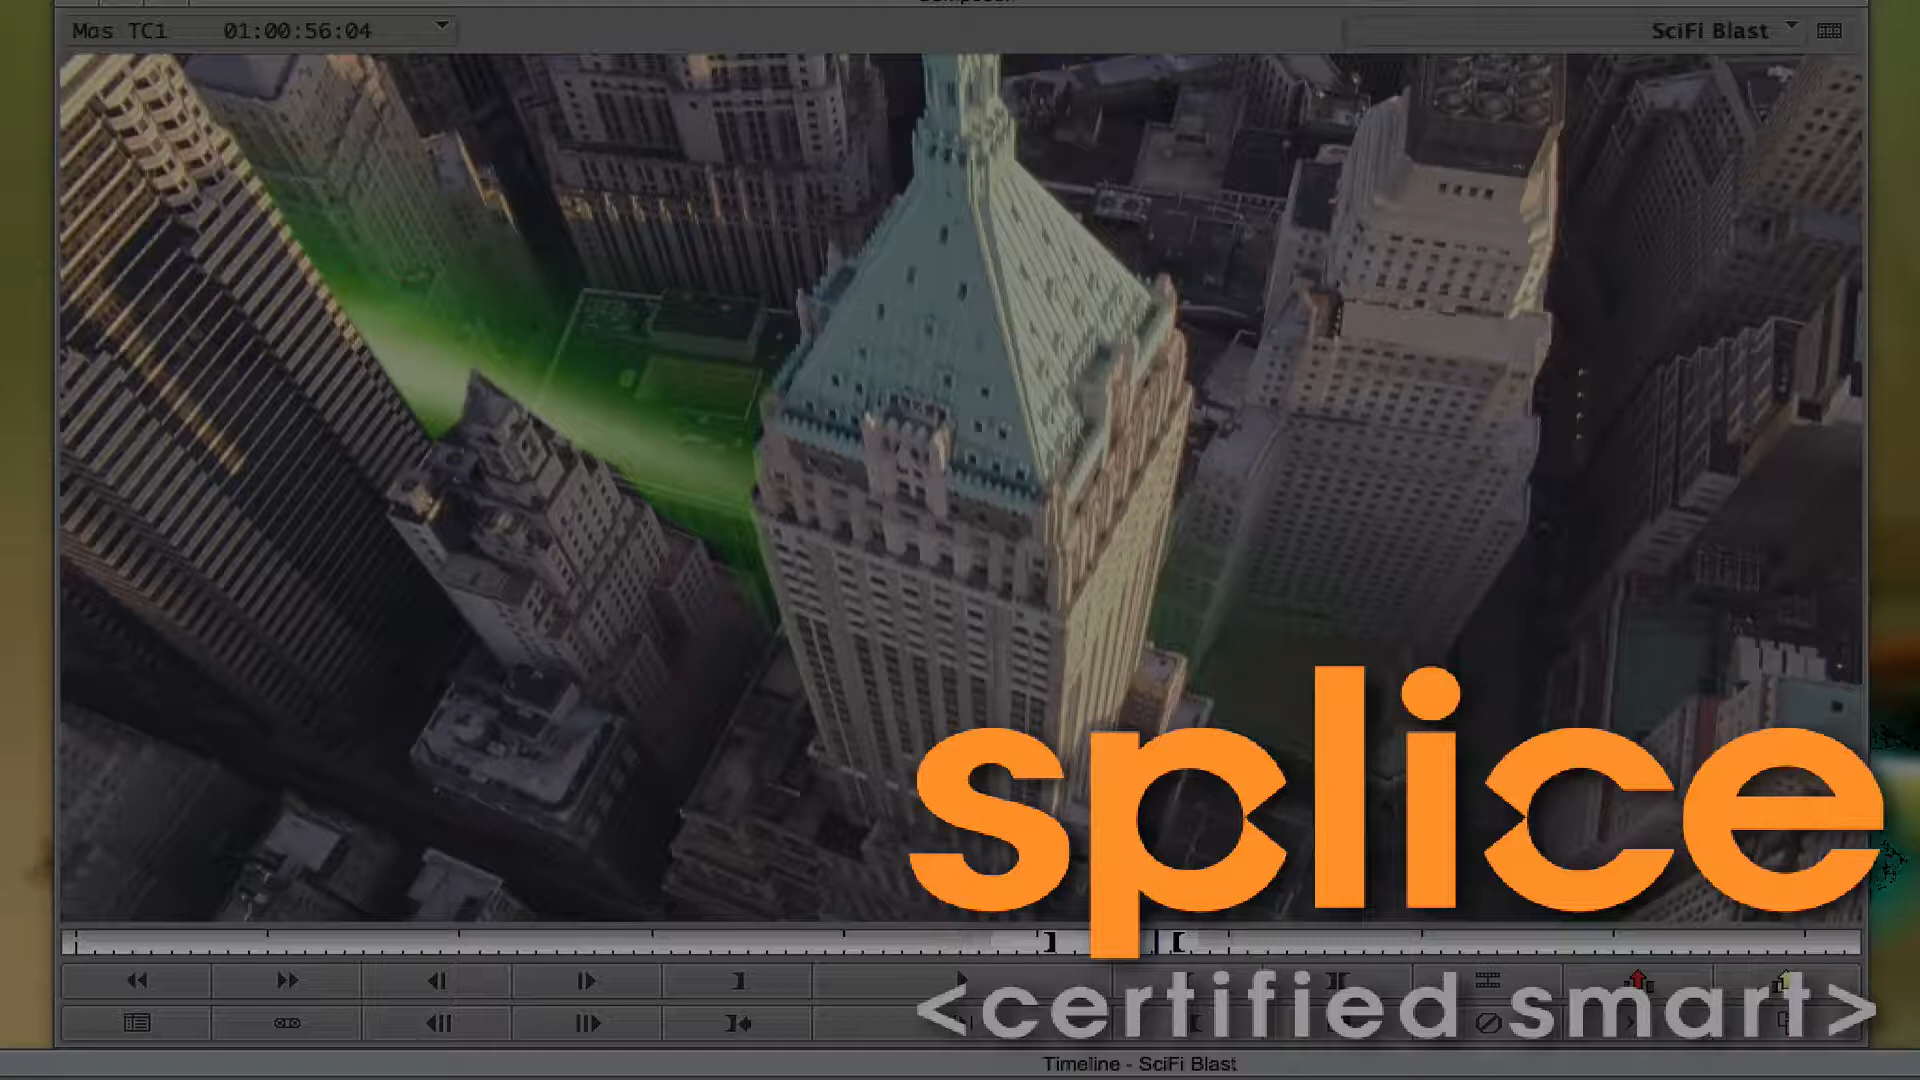 Mas TC1 01:00:56:04
SciFi Blast
splice
<certified smart>
Timeline - SciFi Blast